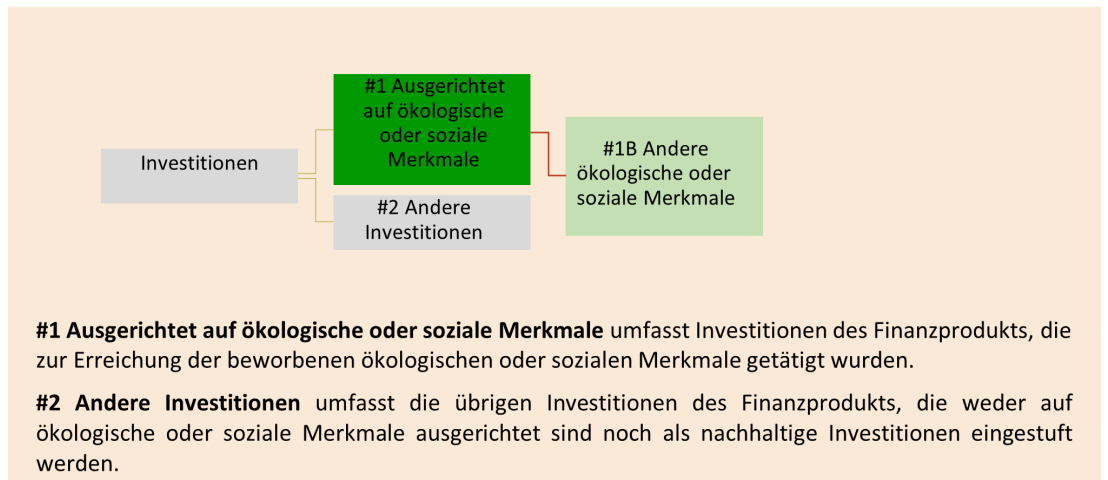 #1 Ausgerichtet
auf ökologische
oder soziale
Merkmale
Investitionen
#1B Andere
ökologische oder
soziale Merkmale
#2 Andere
Investitionen
#1 Ausgerichtet auf ökologische oder soziale Merkmale umfasst Investitionen des Finanzprodukts, die
zur Erreichung der beworbenen ökologischen oder sozialen Merkmale getätigt wurden.
#2 Andere Investitionen umfasst die übrigen Investitionen des Finanzprodukts, die weder auf
ökologische oder soziale Merkmale ausgerichtet sind noch als nachhaltige Investitionen eingestuft
werden.